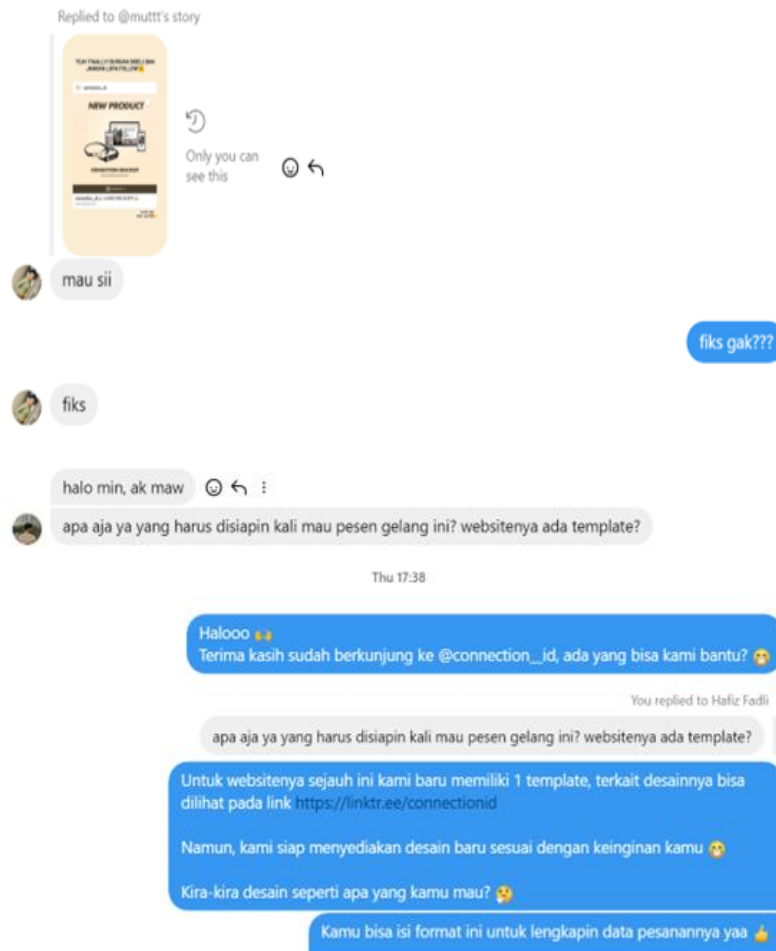 Replied to @muttt's story
NEW PRODUCT
Only you can
see this
mau sii
fiks gak???
fiks
halo min, ak maw
apa aja ya yang harus disiapin kali mau pesen gelang ini? websitenya ada template?
Thu 17:38
Halooo 🙌
Terima kasih sudah berkunjung ke @connection__id, ada yang bisa kami bantu? 😁
You replied to Hafiz Fadli
apa aja ya yang harus disiapin kali mau pesen gelang ini? websitenya ada template?
Untuk websitenya sejauh ini kami baru memiliki 1 template, terkait desainnya bisa
dilihat pada link https://linktr.ee/connectionid
Namun, kami siap menyediakan desain baru sesuai dengan keinginan kamu 😁
Kira-kira desain seperti apa yang kamu mau? 🤔
Kamu bisa isi format ini untuk lengkapin data pesanannya yaa 👍